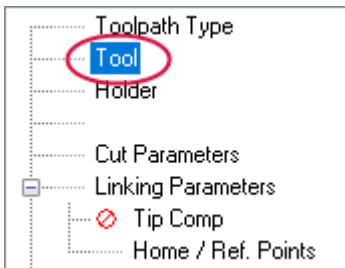 Toolpath Type
Tool
Holder
Cut Parameters
Linking Parameters
Tip Comp
Home / Ref. Points